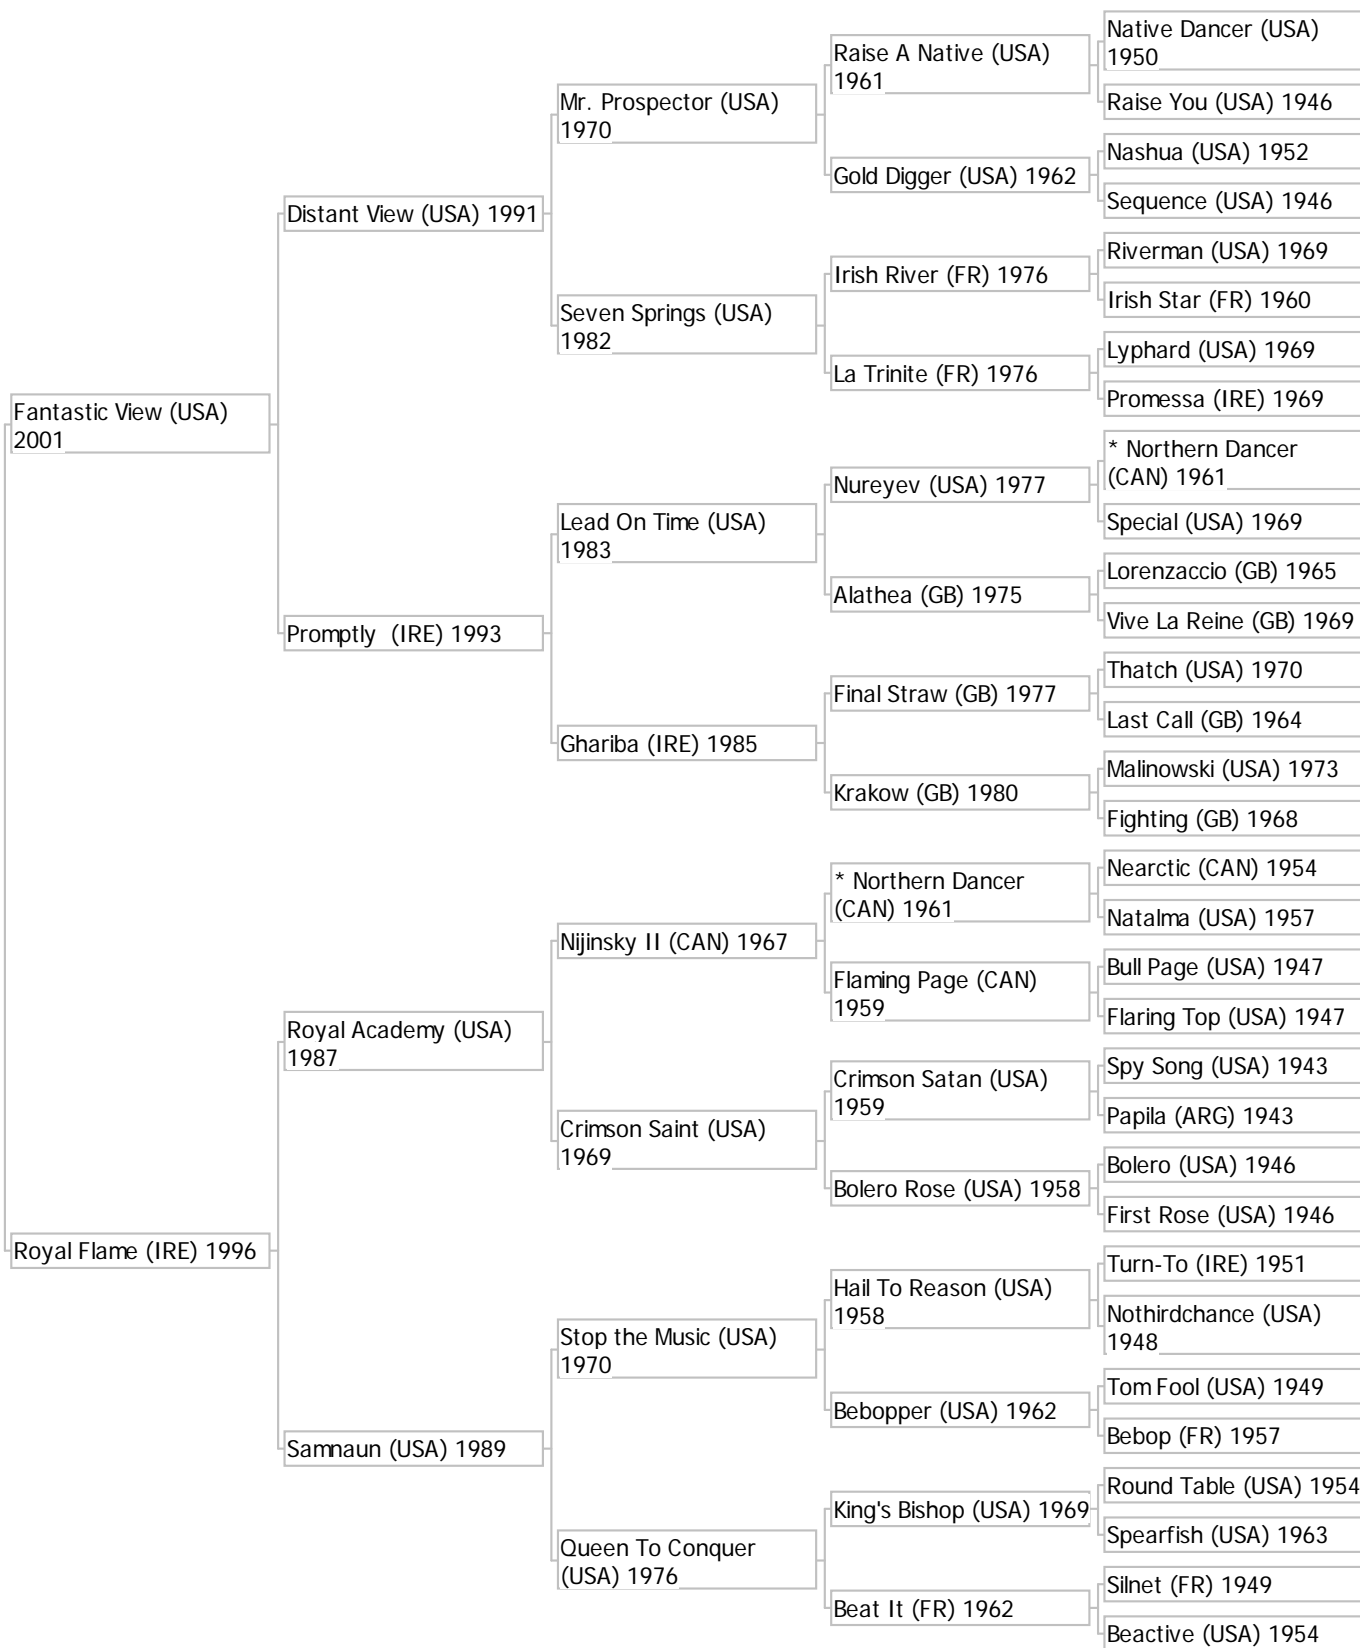 Fantastic View (USA)
2001
Royal Flame (IRE) 1996
Distant View (USA) 1991
Promptly  (IRE) 1993
Royal Academy (USA)
1987
Samnaun (USA) 1989
Mr. Prospector (USA)
1970
Seven Springs (USA)
1982
Lead On Time (USA)
1983
Ghariba (IRE) 1985
Nijinsky II (CAN) 1967
Crimson Saint (USA)
1969
Stop the Music (USA)
1970
Queen To Conquer
(USA) 1976
Raise A Native (USA)
1961
Gold Digger (USA) 1962
Irish River (FR) 1976
La Trinite (FR) 1976
Nureyev (USA) 1977
Alathea (GB) 1975
Final Straw (GB) 1977
Krakow (GB) 1980
* Northern Dancer
(CAN) 1961
Flaming Page (CAN)
1959
Crimson Satan (USA)
1959
Bolero Rose (USA) 1958
Hail To Reason (USA)
1958
Bebopper (USA) 1962
King's Bishop (USA) 1969
Beat It (FR) 1962
Native Dancer (USA)
1950
Raise You (USA) 1946
Nashua (USA) 1952
Sequence (USA) 1946
Riverman (USA) 1969
Irish Star (FR) 1960
Lyphard (USA) 1969
Promessa (IRE) 1969
* Northern Dancer
(CAN) 1961
Special (USA) 1969
Lorenzaccio (GB) 1965
Vive La Reine (GB) 1969
Thatch (USA) 1970
Last Call (GB) 1964
Malinowski (USA) 1973
Fighting (GB) 1968
Nearctic (CAN) 1954
Natalma (USA) 1957
Bull Page (USA) 1947
Flaring Top (USA) 1947
Spy Song (USA) 1943
Papila (ARG) 1943
Bolero (USA) 1946
First Rose (USA) 1946
Turn-To (IRE) 1951
Nothirdchance (USA)
1948
Tom Fool (USA) 1949
Bebop (FR) 1957
Round Table (USA) 1954
Spearfish (USA) 1963
Silnet (FR) 1949
Beactive (USA) 1954